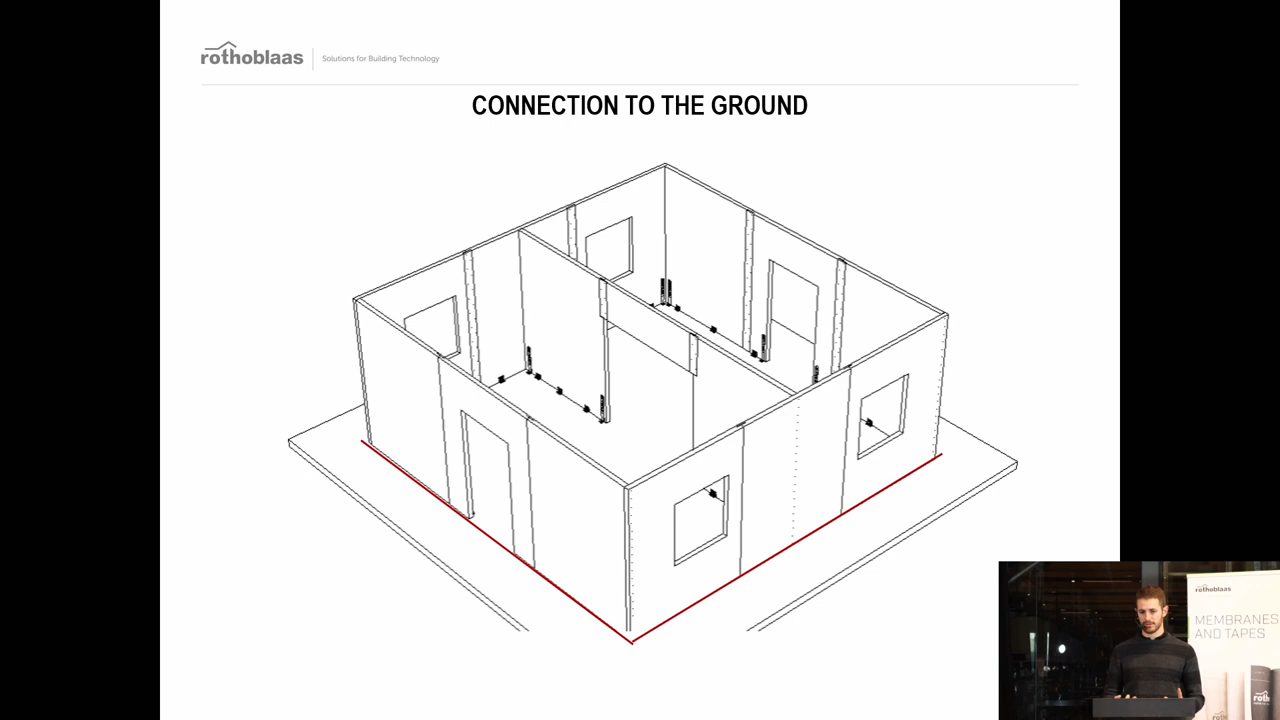 rothoblaas
Solutions for Building Technology
CONNECTION TO THE GROUND
rothoblaas
MEMBRANES
AND TAPES